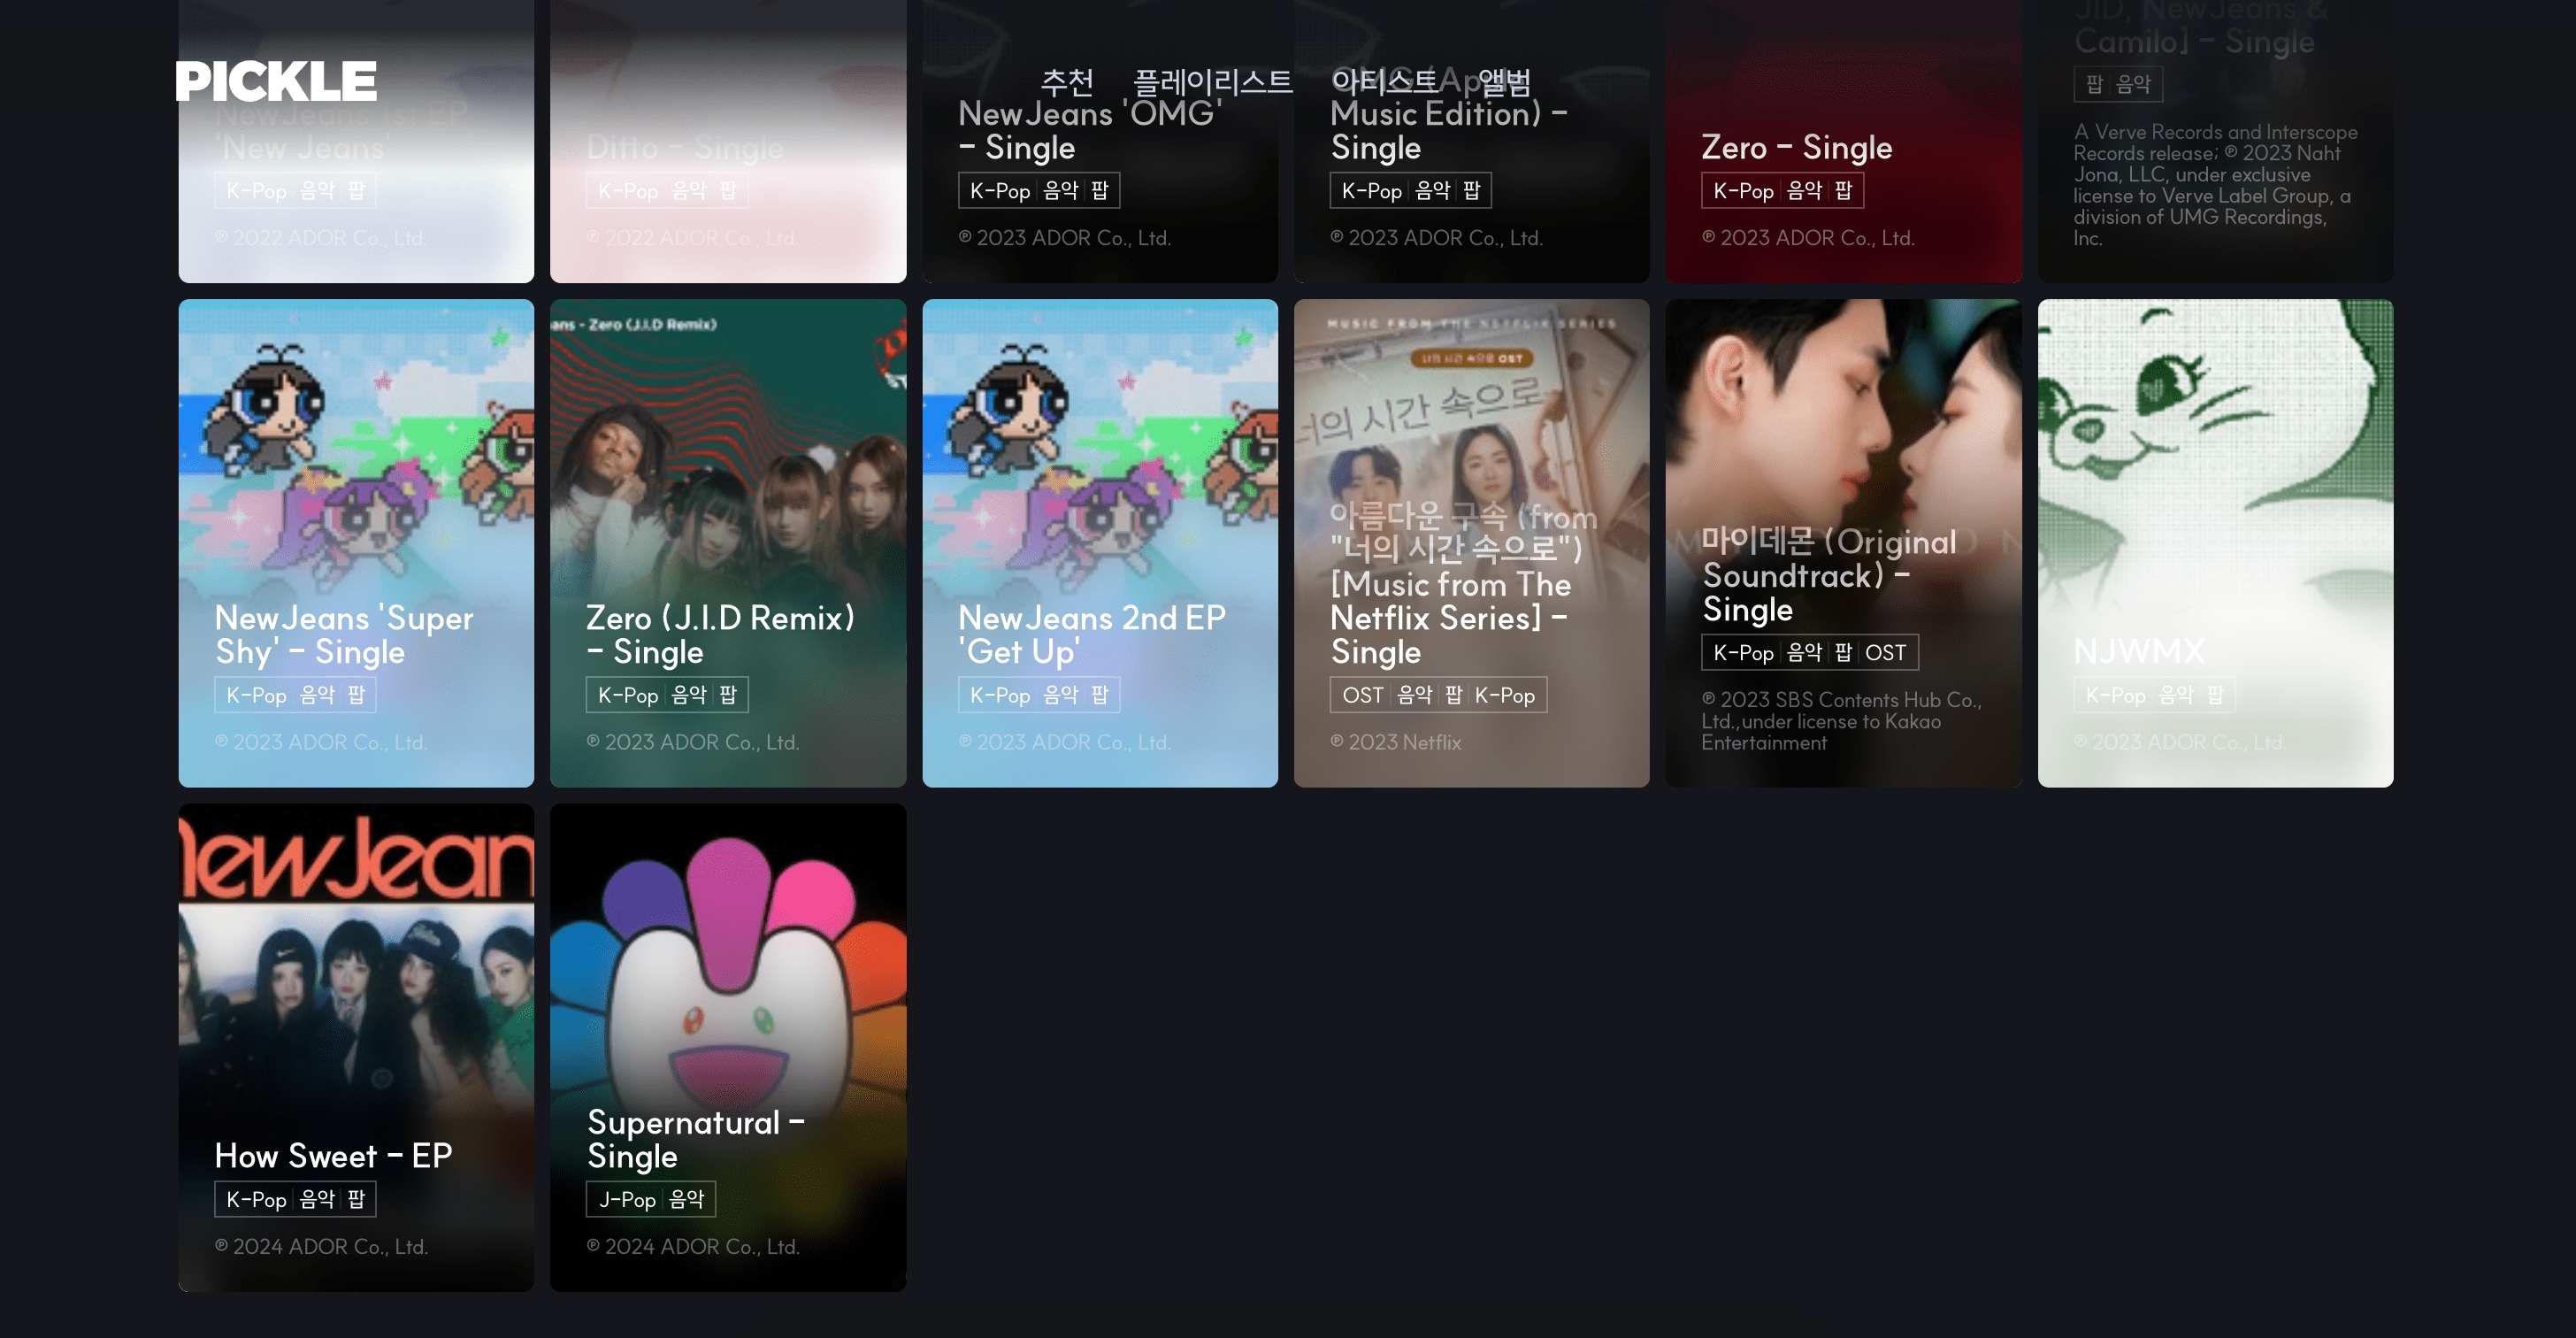 PICKLE
추천 플레이리스트 아티스트 앨범
NewJeans 1st EP
'New Jeans'
K-Pop 음악 팝
℗ 2022 ADOR Co., Ltd.
Ditto - Single
K-Pop 음악 팝
℗ 2022 ADOR Co., Ltd.
NewJeans 'OMG'
- Single
K-Pop 음악 팝
℗ 2023 ADOR Co., Ltd.
OMG (Apple
Music Edition) -
Single
K-Pop 음악 팝
℗ 2023 ADOR Co., Ltd.
Zero - Single
K-Pop 음악 팝
℗ 2023 ADOR Co., Ltd.
JID, NewJeans &
Camilo] - Single
팝 음악
A Verve Records and Interscope
Records release; ℗ 2023 Naht
Jona, LLC, under exclusive
license to Verve Label Group, a
division of UMG Recordings,
Inc.
NewJeans 'Super
Shy' - Single
K-Pop 음악 팝
℗ 2023 ADOR Co., Ltd.
ans - Zero (J.I.D Remix)
Zero (J.I.D Remix)
- Single
K-Pop 음악 팝
℗ 2023 ADOR Co., Ltd.
NewJeans 2nd EP
'Get Up'
K-Pop 음악 팝
℗ 2023 ADOR Co., Ltd.
MUSIC FROM THE NETFLIX SERIES
너의 시간 속으로 OST
너의 시간 속으로
아름다운 구속 (from
"너의 시간 속으로")
[Music from The
Netflix Series] -
Single
OST 음악 팝 K-Pop
℗ 2023 Netflix
마이데몬 (Original
Soundtrack) -
Single
K-Pop 음악 팝 OST
℗ 2023 SBS Contents Hub Co.,
Ltd.,under license to Kakao
Entertainment
NJWMX
K-Pop 음악 팝
℗ 2023 ADOR Co., Ltd.
NewJean
How Sweet - EP
K-Pop 음악 팝
℗ 2024 ADOR Co., Ltd.
Supernatural -
Single
J-Pop 음악
℗ 2024 ADOR Co., Ltd.